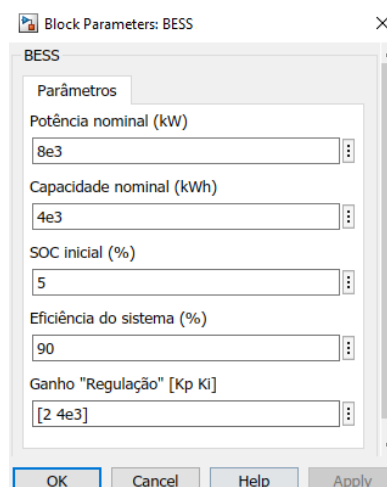 Block Parameters: BESS
BESS
Parâmetros
Potência nominal (kW)
8e3
Capacidade nominal (kWh)
4e3
SOC inicial (%)
5
Eficiência do sistema (%)
90
Ganho "Regulação" [Kp Ki]
[2 4e3]
OK Cancel Help Apply